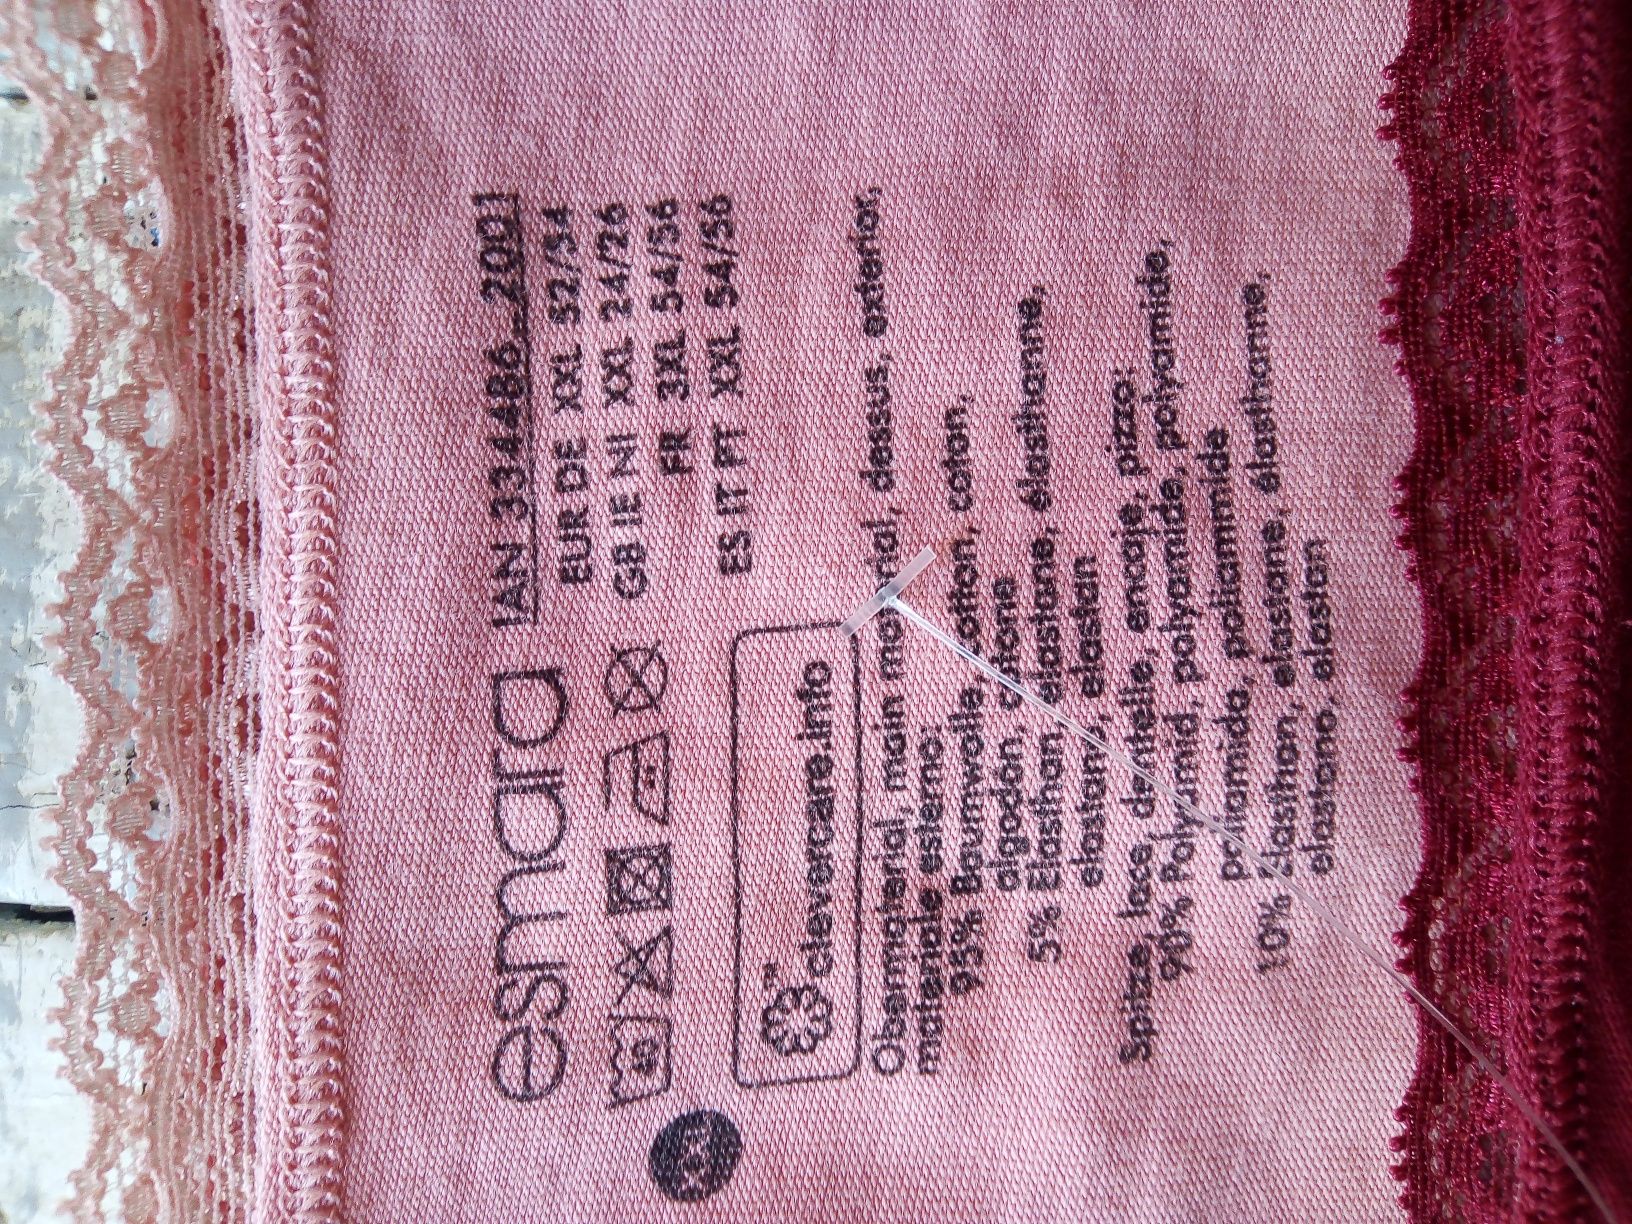 esmara
IAN 334486_2001
EUR DE XXL 52/54
GB IE NI XXL 24/26
FR 3XL 54/56
ES IT PT XXL 54/56
XXL
clevercare.info
Obermaterial, main material, dessus, exterior,
materiale esterno
95% Baumwolle, cotton, coton,
algodón, cotone
5% Elasthan, elastane, élasthanne,
elastano, elastan
Spitze, lace, dentelle, encaje, pizzo:
90% Polyamid, polyamide, polyamide,
poliamida, poliammide
10% Elasthan, elastane, élasthanne,
elastano, elastan